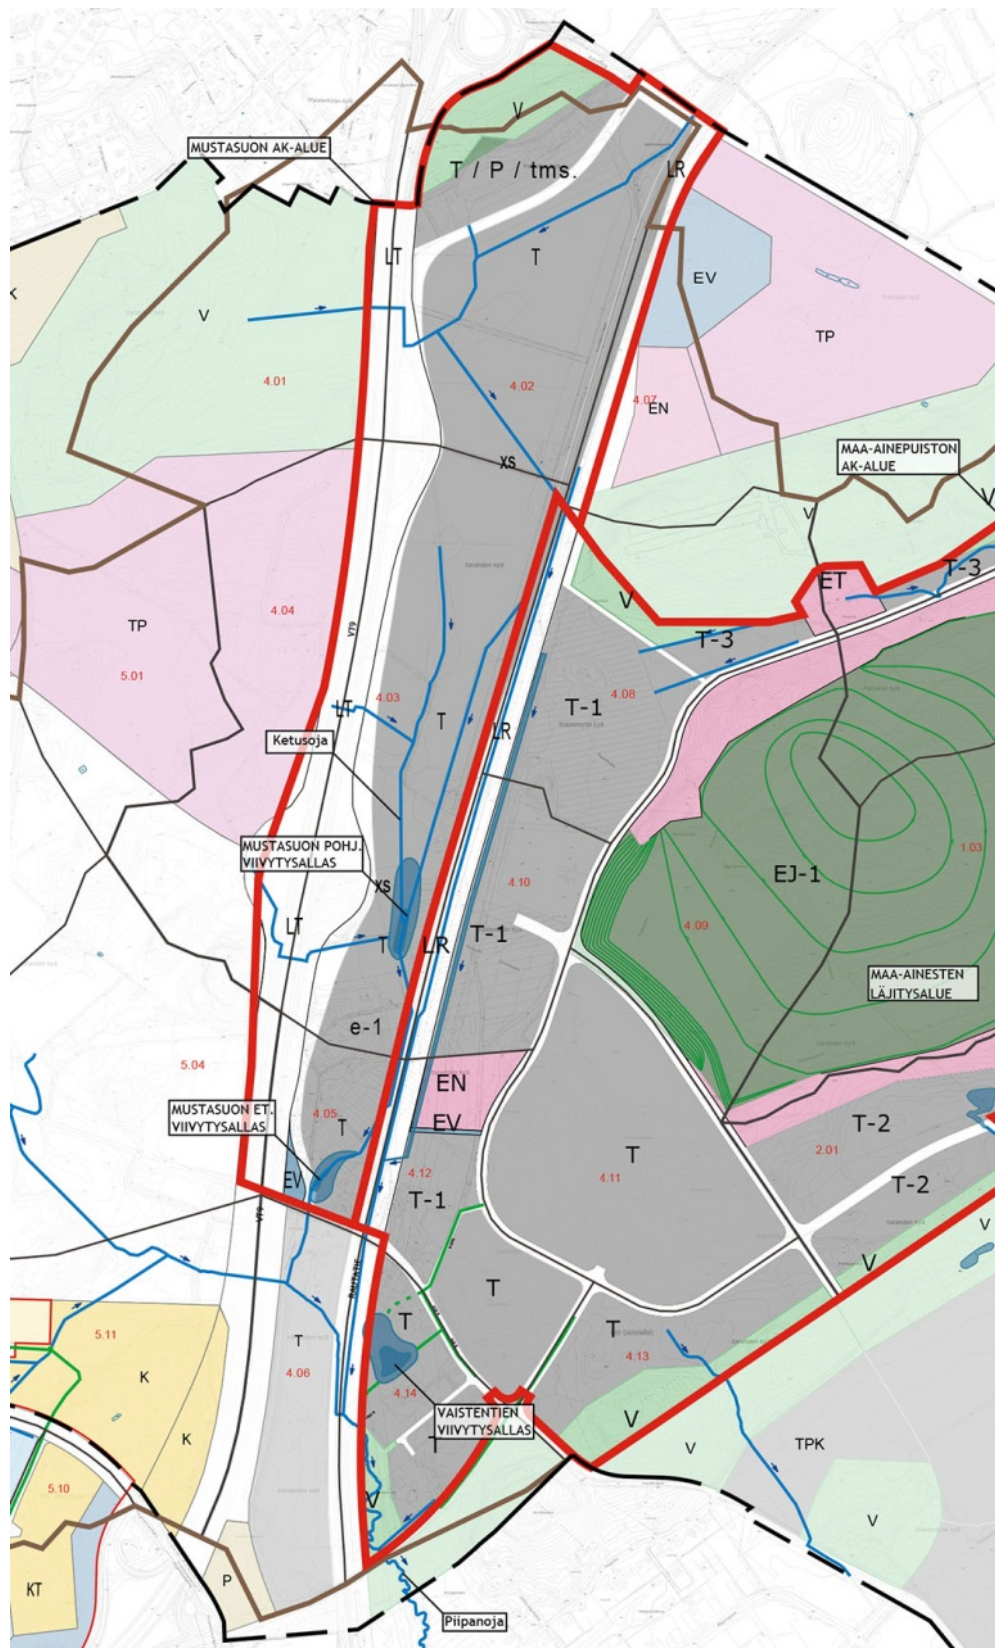 V
MUSTASUON AK-ALUE
T / P / tms.
LR
LT
T
EV
K
V
TP
4.01
4.02
4.07
EN
MAA-AINEPUISTON
AK-ALUE
XS
V
V
T-3
ET
V
4.04
TP
VT9
T-3
5.01
4.03
4.08
LT
T
T-1
LR
Ketusoja
1.03
MUSTASUON POHJ.
VIIVYTYSALLAS
EJ-1
4.10
XS
4.09
LT
T
LR
T-1
MAA-AINESTEN
LÄJITYSALUE
e-1
5.04
EN
MUSTASUON ET.
VIIVYTYSALLAS
4.05
T
EV
T-2
2.01
T
4.12
4.11
EV
T-1
T-2
VT9
V
V
RAUTATIE
T
5.11
T
T
T
4.13
K
4.06
4.14
VAISTENTIEN
VIIVYTYSALLAS
V
K
T
V
TPK
5.10
V
V
KT
P
Piipanoja